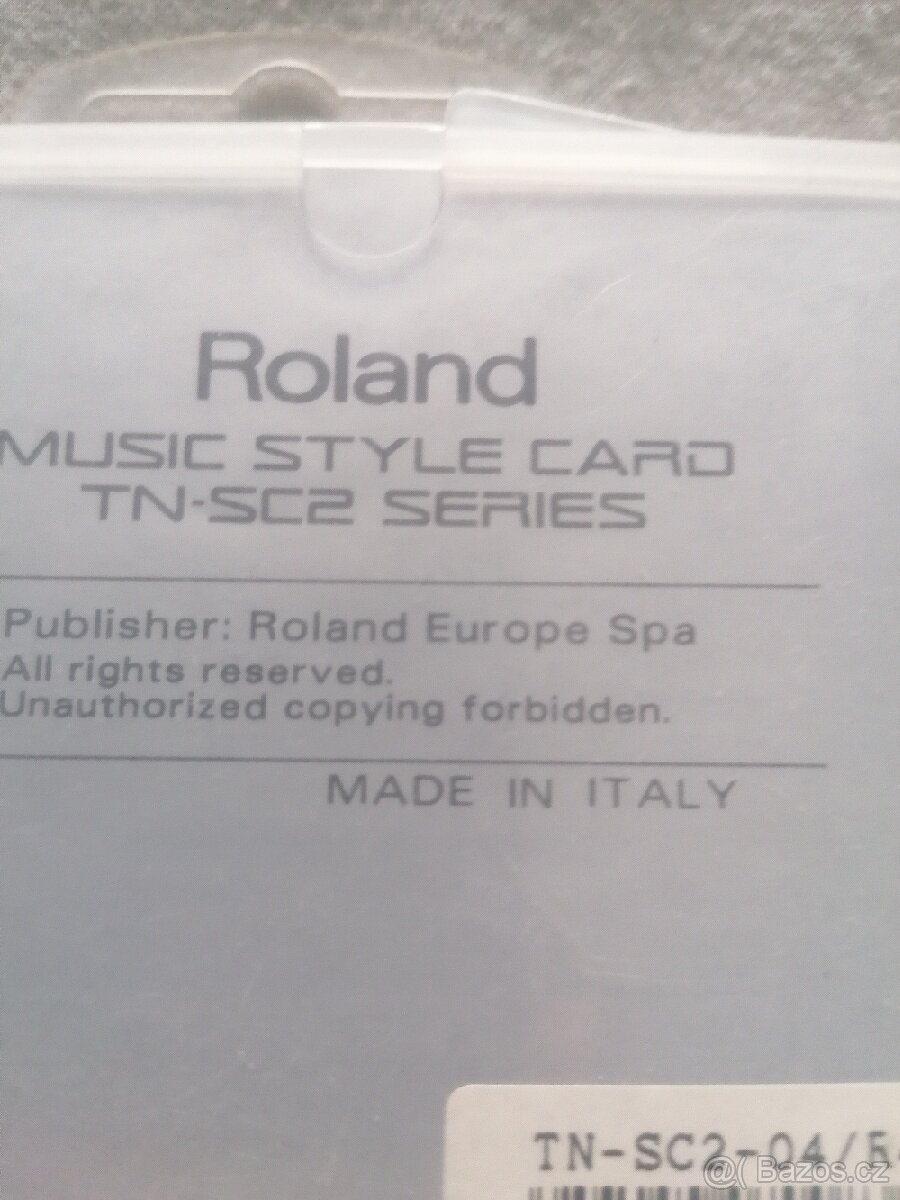 Roland
MUSIC STYLE CARD
TN-SC2 SERIES
Publisher: Roland Europe Spa
All rights reserved.
Unauthorized copying forbidden.
MADE IN ITALY
TN-SC2-04/5
Bazos.cz